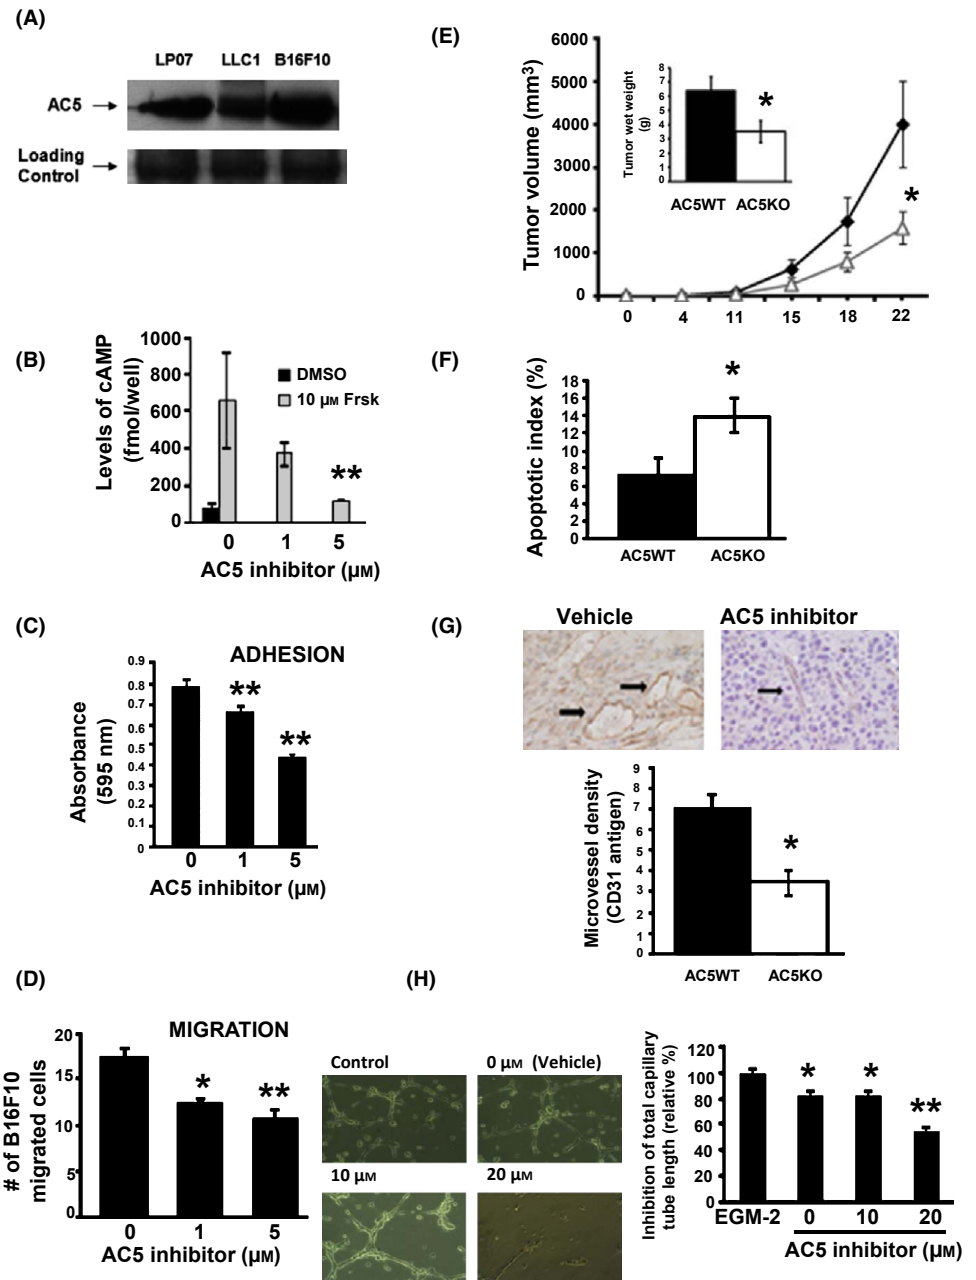 (A)
LP07 LLC1 B16F10
AC5
Loading
Control
(B)
Levels of cAMP
(fmol/well)
1000
800
600
400
200
0
DMSO
10 µM Frsk
**
0 1 5
AC5 inhibitor (µM)
(C)
ADHESION
Absorbance
(595 nm)
0.9
0.8
0.7
0.6
0.5
0.4
0.3
0.2
0.1
0
**
**
0 1 5
AC5 inhibitor (µM)
(D)
MIGRATION
# of B16F10
migrated cells
20
15
10
5
0
*
**
0 1 5
AC5 inhibitor (µM)
(E)
Tumor volume (mm³)
6000
5000
4000
3000
2000
1000
0
0 4 11 15 18 22
*
Tumor wet weight
(g)
8
7
6
5
4
3
2
1
0
*
AC5WT AC5KO
(F)
Apoptotic index (%)
18
16
14
12
10
8
6
4
2
0
*
AC5WT AC5KO
(G)
Vehicle AC5 inhibitor
Microvessel density
(CD31 antigen)
9
8
7
6
5
4
3
2
1
0
*
AC5WT AC5KO
(H)
Control 0 µM (Vehicle)
10 µM 20 µM
Inhibition of total capillary
tube length (relative %)
120
100
80
60
40
20
0
* *
**
EGM-2 0 10 20
AC5 inhibitor (µM)